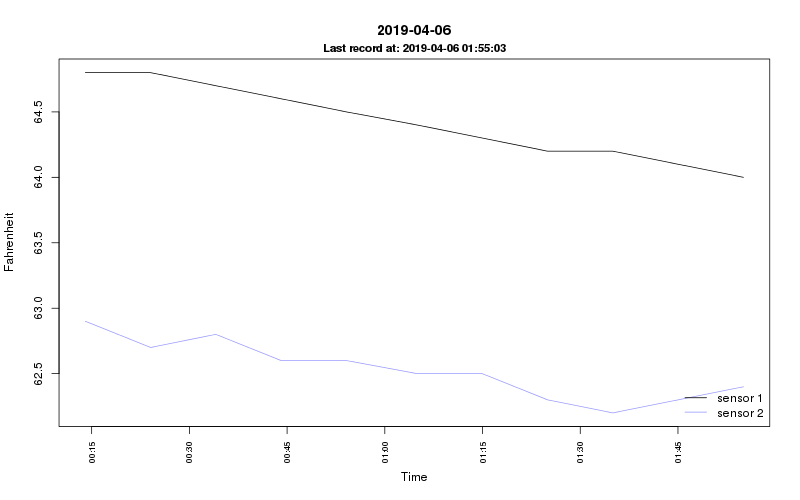 2019-04-06
Last record at: 2019-04-06 01:55:03
Fahrenheit
64.5
64.0
63.5
63.0
62.5
sensor 1
sensor 2
00:15 00:30 00:45 01:00 01:15 01:30 01:45
Time